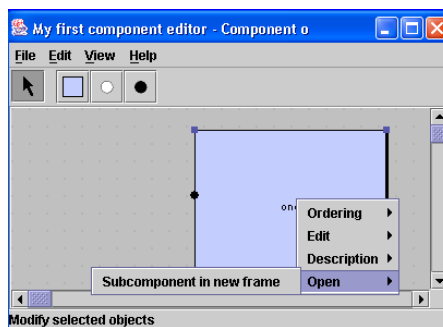 My first component editor - Component o
File Edit View Help
one
Ordering
Edit
Description
Subcomponent in new frame Open
Modify selected objects